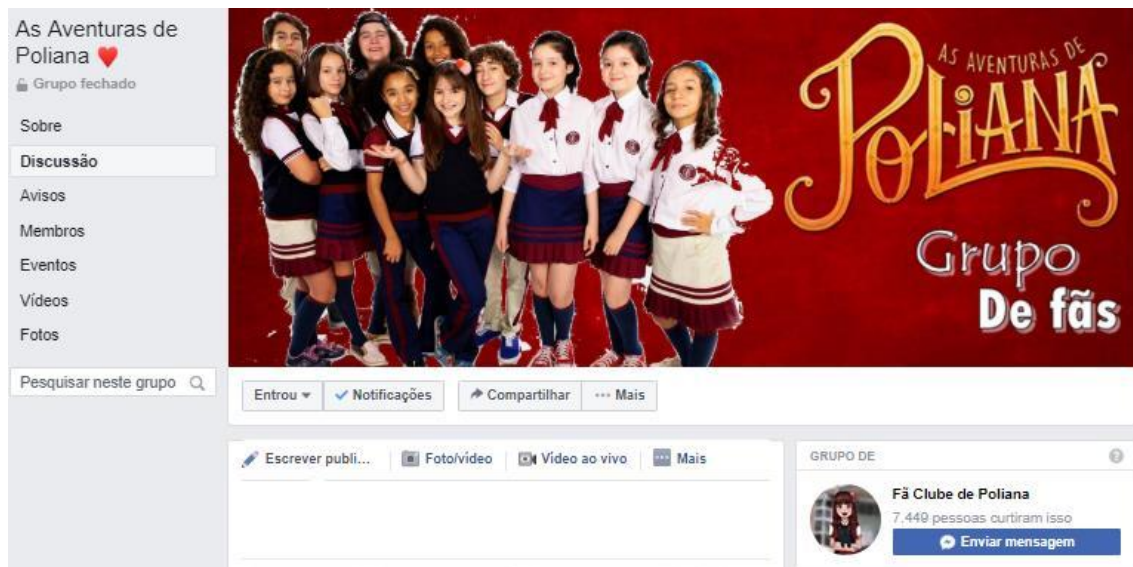 As Aventuras de
Poliana ❤
Grupo fechado
Sobre
Discussão
Avisos
Membros
Eventos
Vídeos
Fotos
Pesquisar neste grupo
AS AVENTURAS DE
POLIANA
Grupo
De fãs
Entrou
Notificações
Compartilhar
Mais
Escrever publi...
Foto/vídeo
Vídeo ao vivo
Mais
GRUPO DE
Fã Clube de Poliana
7.449 pessoas curtiram isso
Enviar mensagem